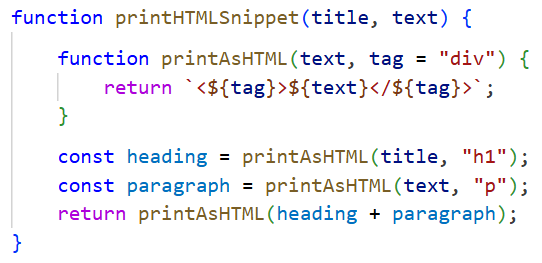 function printHTMLSnippet(title, text) {
function printAsHTML(text, tag = "div") {
return `<${tag}>${text}</${tag}>`;
}
const heading = printAsHTML(title, "h1");
const paragraph = printAsHTML(text, "p");
return printAsHTML(heading + paragraph);
}